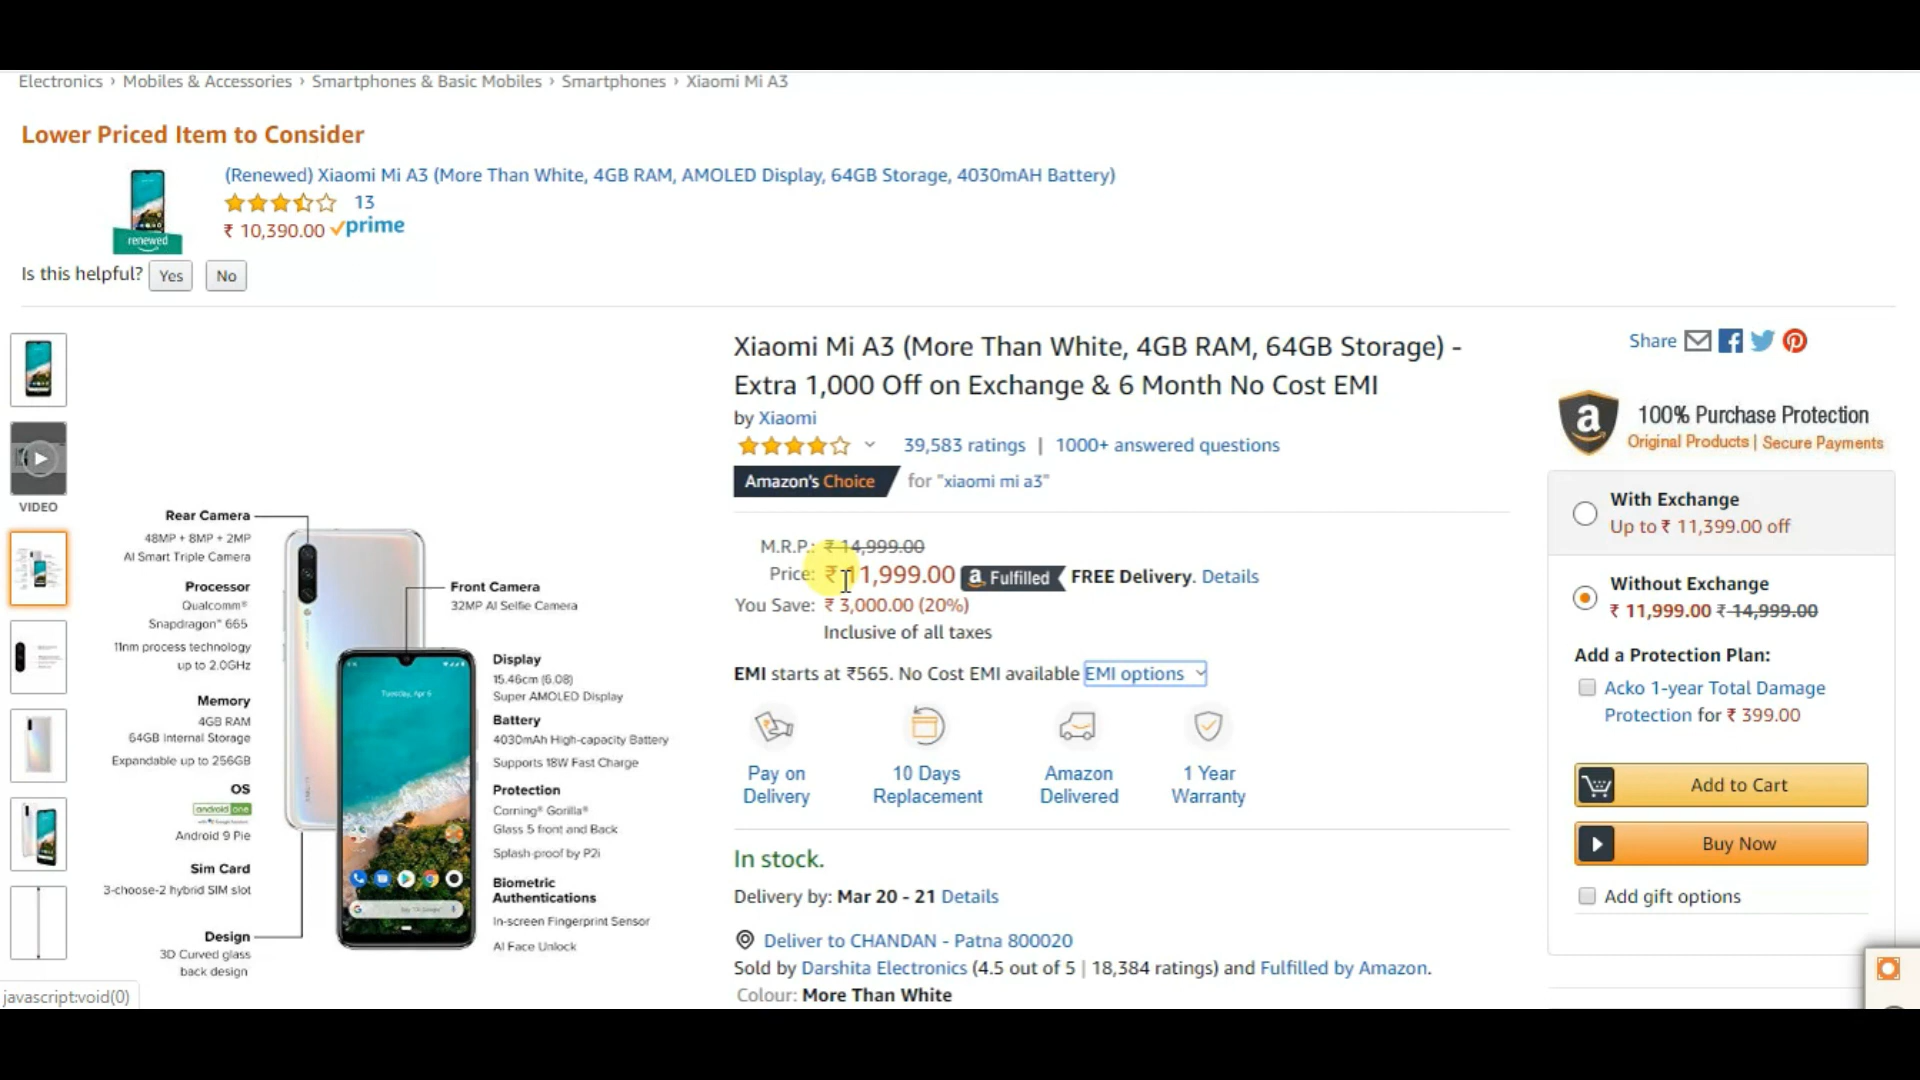 Electronics › Mobiles & Accessories › Smartphones & Basic Mobiles › Smartphones › Xiaomi Mi A3
Lower Priced Item to Consider
(Renewed) Xiaomi Mi A3 (More Than White, 4GB RAM, AMOLED Display, 64GB Storage, 4030mAH Battery)
13
₹ 10,390.00 prime
renewed
Is this helpful? Yes No
VIDEO
Rear Camera
48MP + 8MP + 2MP
AI Smart Triple Camera
Processor
Qualcomm®
Snapdragon™ 665
11nm process technology
up to 2.0GHz
Memory
4GB RAM
64GB Internal Storage
Expandable up to 256GB
OS
android one
Android 9 Pie
Sim Card
3-choose-2 hybrid SIM slot
Design
3D Curved glass
back design
Front Camera
32MP AI Selfie Camera
Display
15.46cm (6.08)
Super AMOLED Display
Battery
4030mAh High-capacity Battery
Supports 18W Fast Charge
Protection
Corning® Gorilla®
Glass 5 front and Back
Splash-proof by P2i
Biometric
Authentications
In-screen Fingerprint Sensor
AI Face Unlock
Tuesday, Apr 6
Xiaomi Mi A3 (More Than White, 4GB RAM, 64GB Storage) -
Extra 1,000 Off on Exchange & 6 Month No Cost EMI
by Xiaomi
39,583 ratings | 1000+ answered questions
Amazon's Choice for "xiaomi mi a3"
M.R.P.: ₹ 14,999.00
Price: ₹ 11,999.00 a Fulfilled FREE Delivery. Details
You Save: ₹ 3,000.00 (20%)
Inclusive of all taxes
EMI starts at ₹565. No Cost EMI available EMI options
Pay on
Delivery
10 Days
Replacement
Amazon
Delivered
1 Year
Warranty
In stock.
Delivery by: Mar 20 - 21 Details
Deliver to CHANDAN - Patna 800020
Sold by Darshita Electronics (4.5 out of 5 | 18,384 ratings) and Fulfilled by Amazon.
Colour: More Than White
Share
a 100% Purchase Protection
Original Products | Secure Payments
With Exchange
Up to ₹ 11,399.00 off
Without Exchange
₹ 11,999.00 ₹ 14,999.00
Add a Protection Plan:
Acko 1-year Total Damage
Protection for ₹ 399.00
Add to Cart
Buy Now
Add gift options
javascript:void(0)